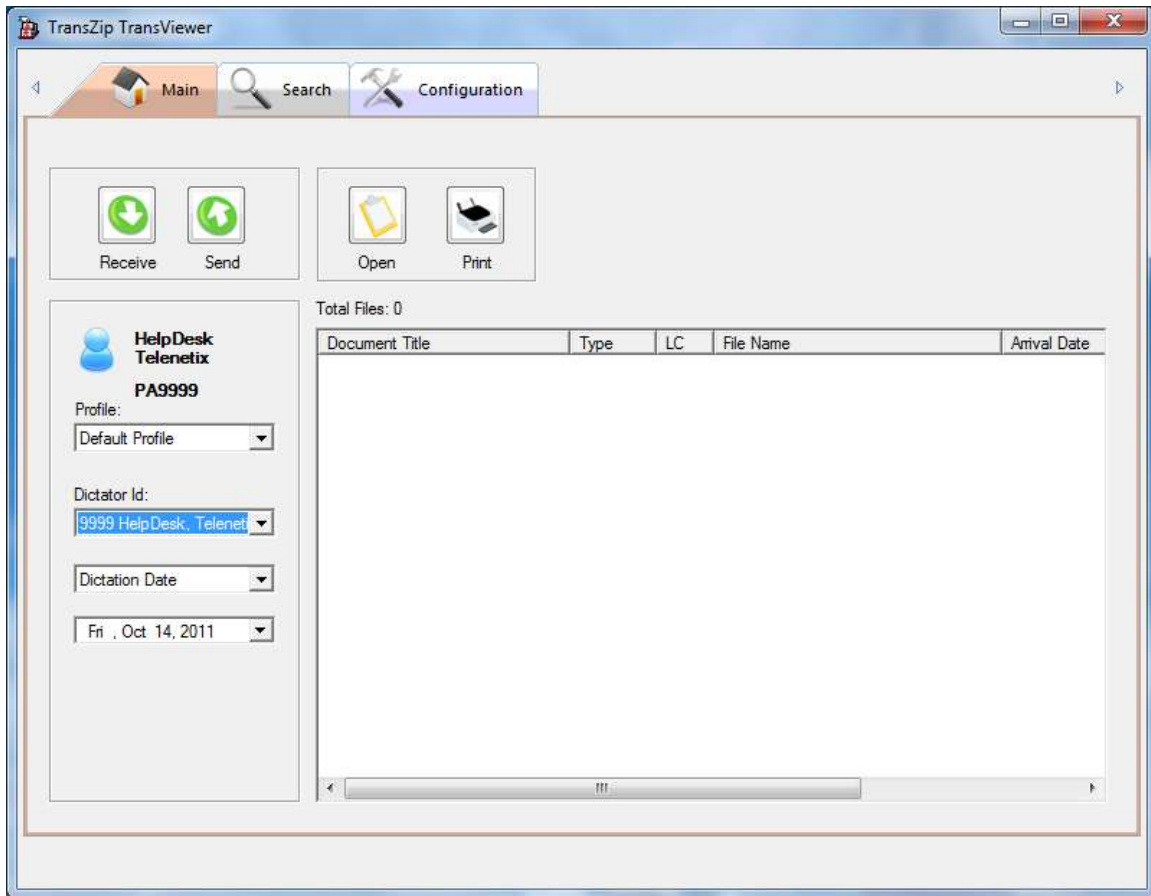 TransZip TransViewer
Main
Search
Configuration
Receive
Send
Open
Print
HelpDesk
Telenetix
PA9999
Profile:
Default Profile
Dictator Id:
9999 HelpDesk, Teleneti
Dictation Date
Fri , Oct 14, 2011
Total Files: 0
Document Title
Type
LC
File Name
Arrival Date